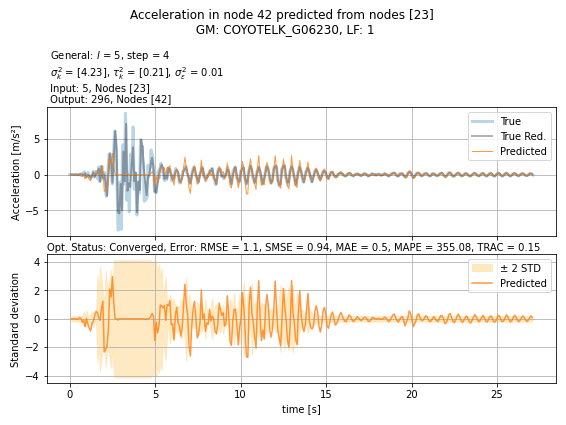 Acceleration in node 42 predicted from nodes [23]
GM: COYOTELK_G06230, LF: 1
General: l = 5, step = 4
σ²ₖ = [4.23], τ²ₖ = [0.21], σ²ε = 0.01
Input: 5, Nodes [23]
Output: 296, Nodes [42]
Acceleration [m/s²]
5
0
−5
True
True Red.
Predicted
Opt. Status: Converged, Error: RMSE = 1.1, SMSE = 0.94, MAE = 0.5, MAPE = 355.08, TRAC = 0.15
Standard deviation
4
2
0
−2
−4
± 2 STD
Predicted
0 5 10 15 20 25
time [s]